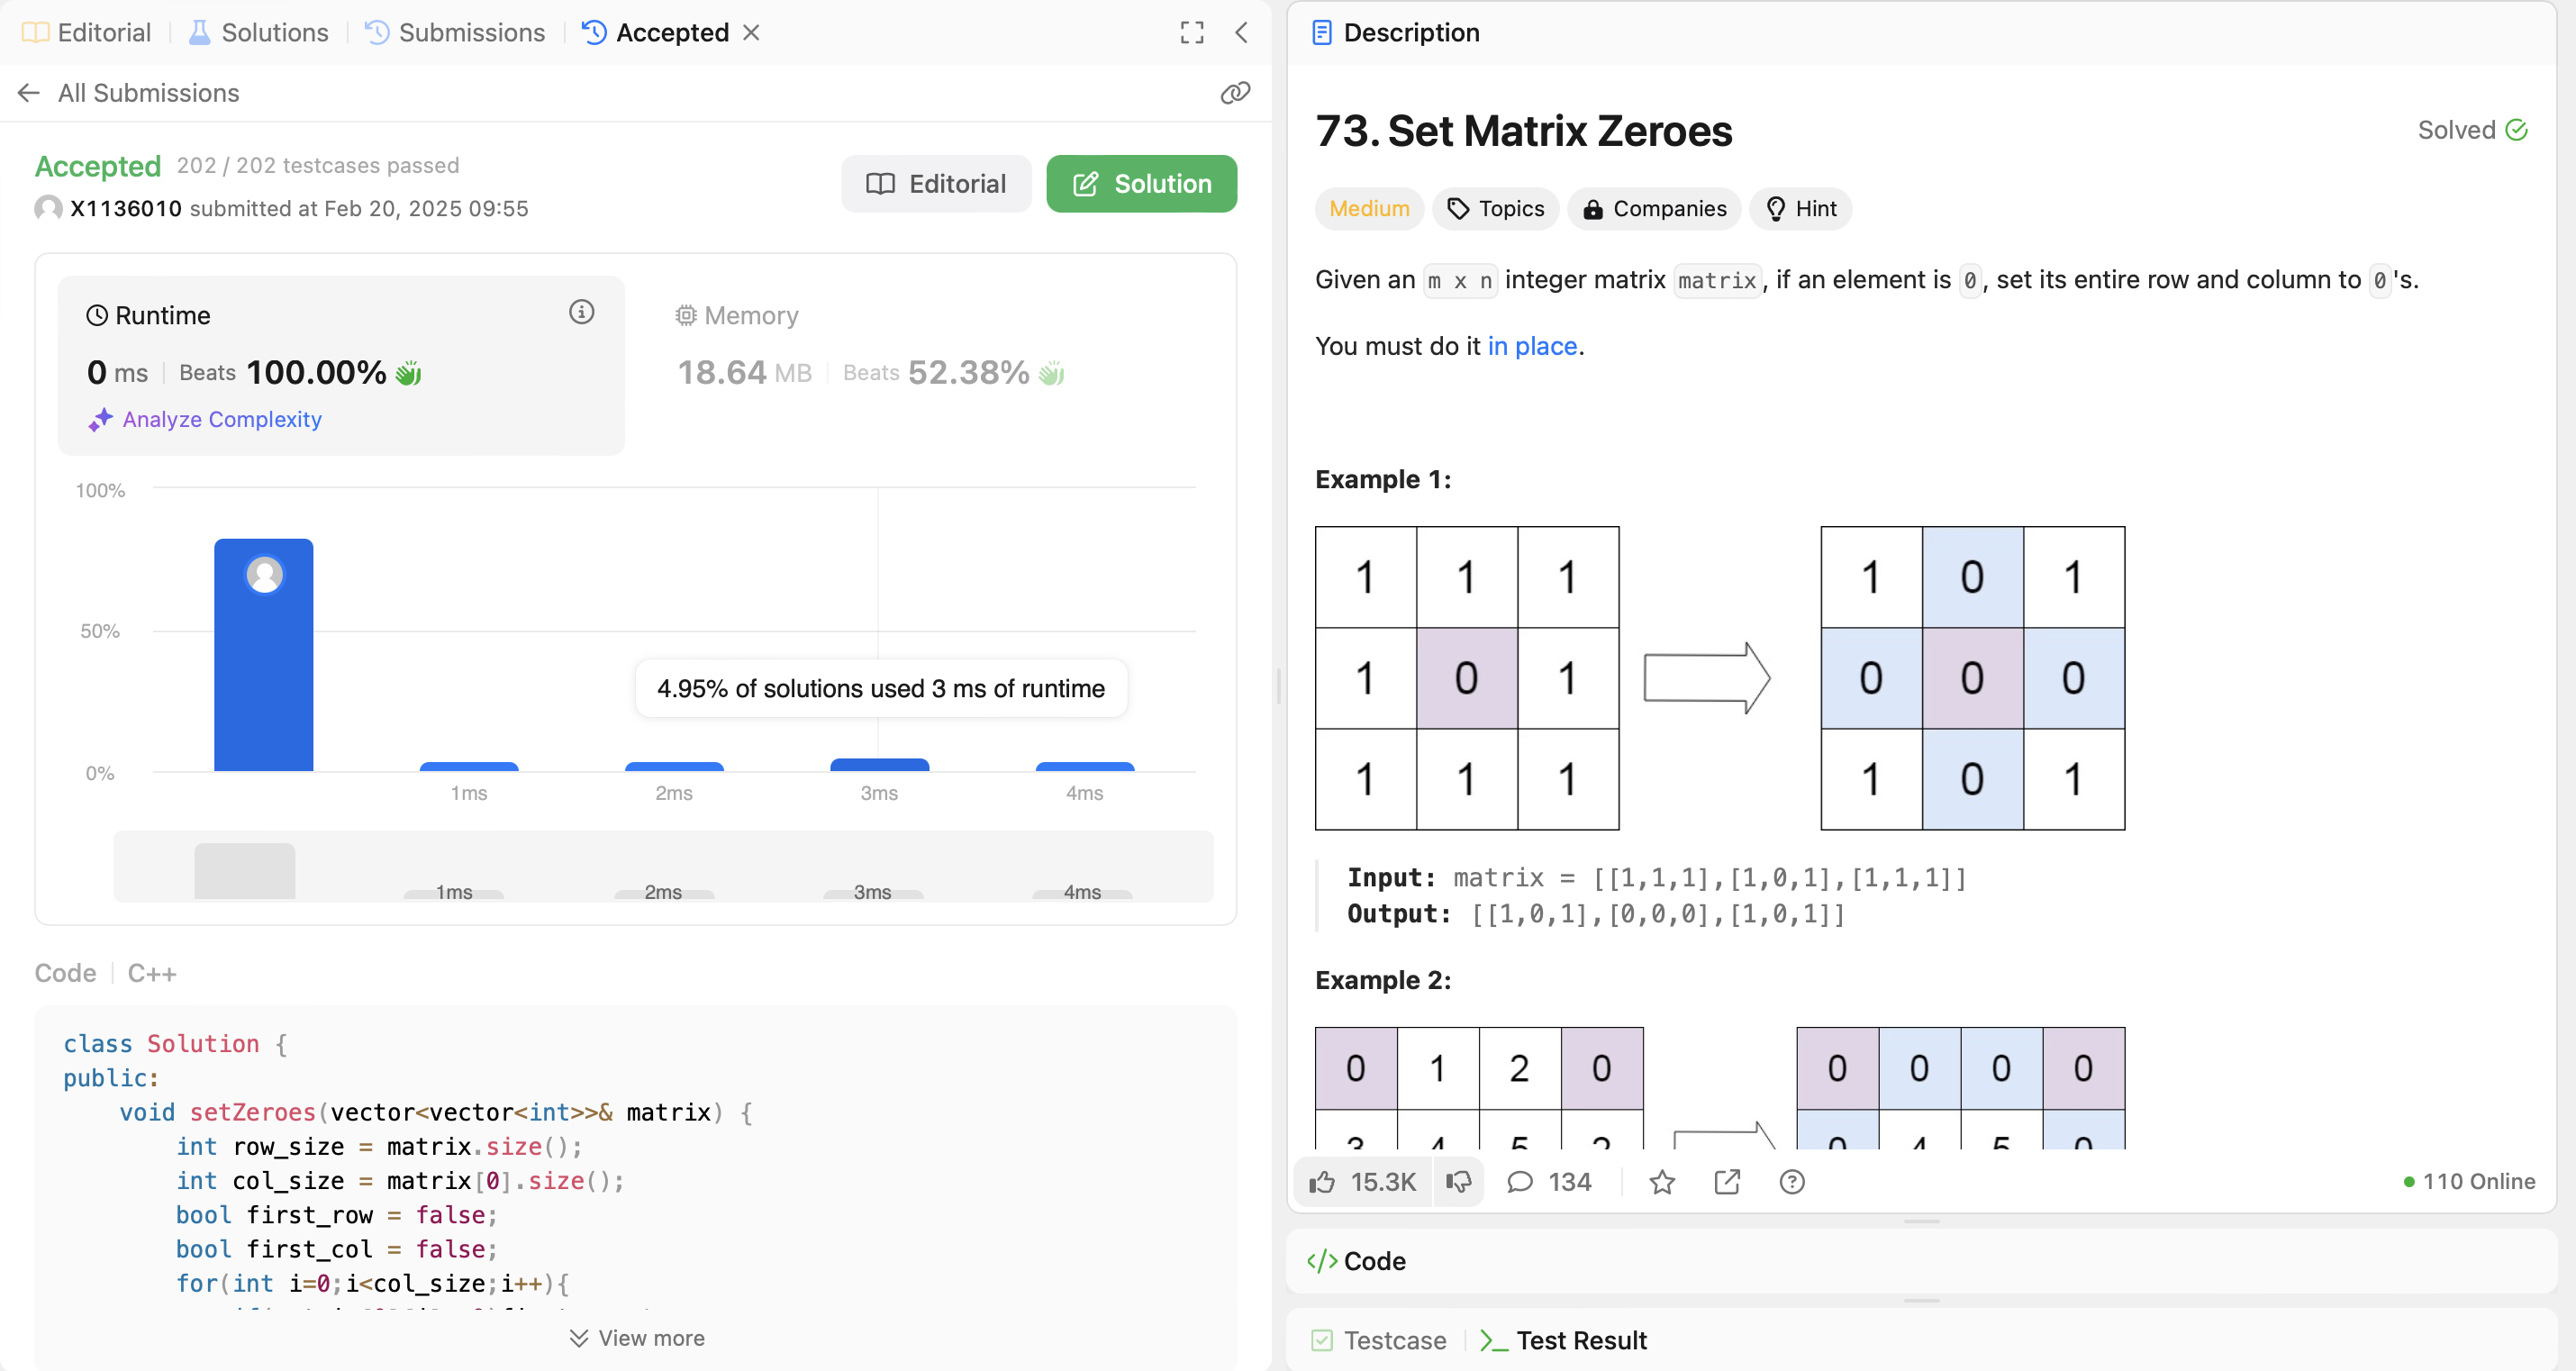 Editorial
Solutions
Submissions
Accepted
All Submissions
Accepted 202 / 202 testcases passed
X1136010 submitted at Feb 20, 2025 09:55
Editorial
Solution
Runtime
0 ms Beats 100.00%
Analyze Complexity
Memory
18.64 MB Beats 52.38%
100%
50%
0%
4.95% of solutions used 3 ms of runtime
1ms 2ms 3ms 4ms
1ms 2ms 3ms 4ms
Code C++
class Solution {
public:
    void setZeroes(vector<vector<int>>& matrix) {
        int row_size = matrix.size();
        int col_size = matrix[0].size();
        bool first_row = false;
        bool first_col = false;
        for(int i=0;i<col_size;i++){
View more
Description
73. Set Matrix Zeroes
Solved
Medium Topics Companies Hint
Given an m x n integer matrix matrix, if an element is 0, set its entire row and column to 0's.
You must do it in place.
Example 1:
1 1 1
1 0 1
1 1 1
1 0 1
0 0 0
1 0 1
Input: matrix = [[1,1,1],[1,0,1],[1,1,1]]
Output: [[1,0,1],[0,0,0],[1,0,1]]
Example 2:
0 1 2 0
3 4 5 2
0 0 0 0
0 4 5 0
15.3K
134
110 Online
Code
Testcase
Test Result